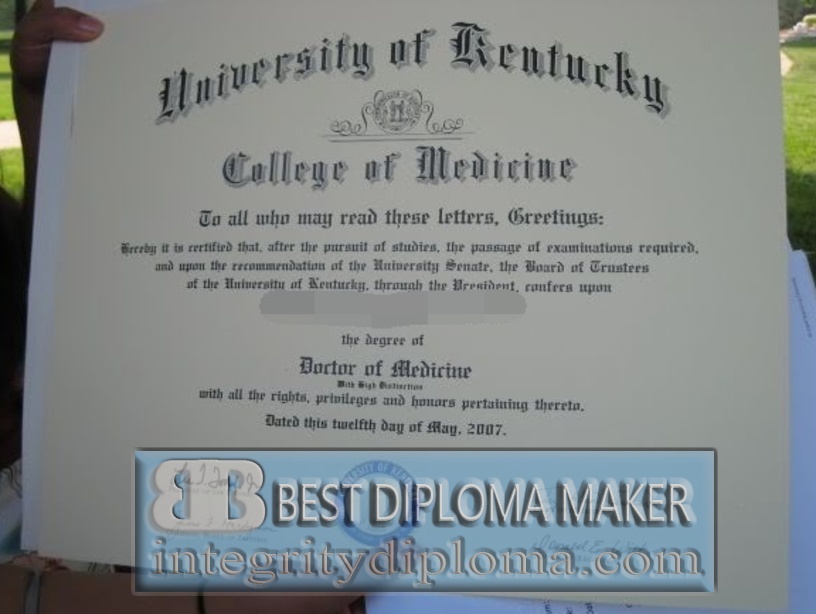 University of Kentucky
College of Medicine
To all who may read these letters, Greetings:
Hereby it is certified that, after the pursuit of studies, the passage of examinations required,
and upon the recommendation of the University Senate, the Board of Trustees
of the University of Kentucky, through the President, confers upon
the degree of
Doctor of Medicine
With High Distinction
with all the rights, privileges and honors pertaining thereto.
Dated this twelfth day of May, 2007.
BB BEST DIPLOMA MAKER
integritydiploma.com